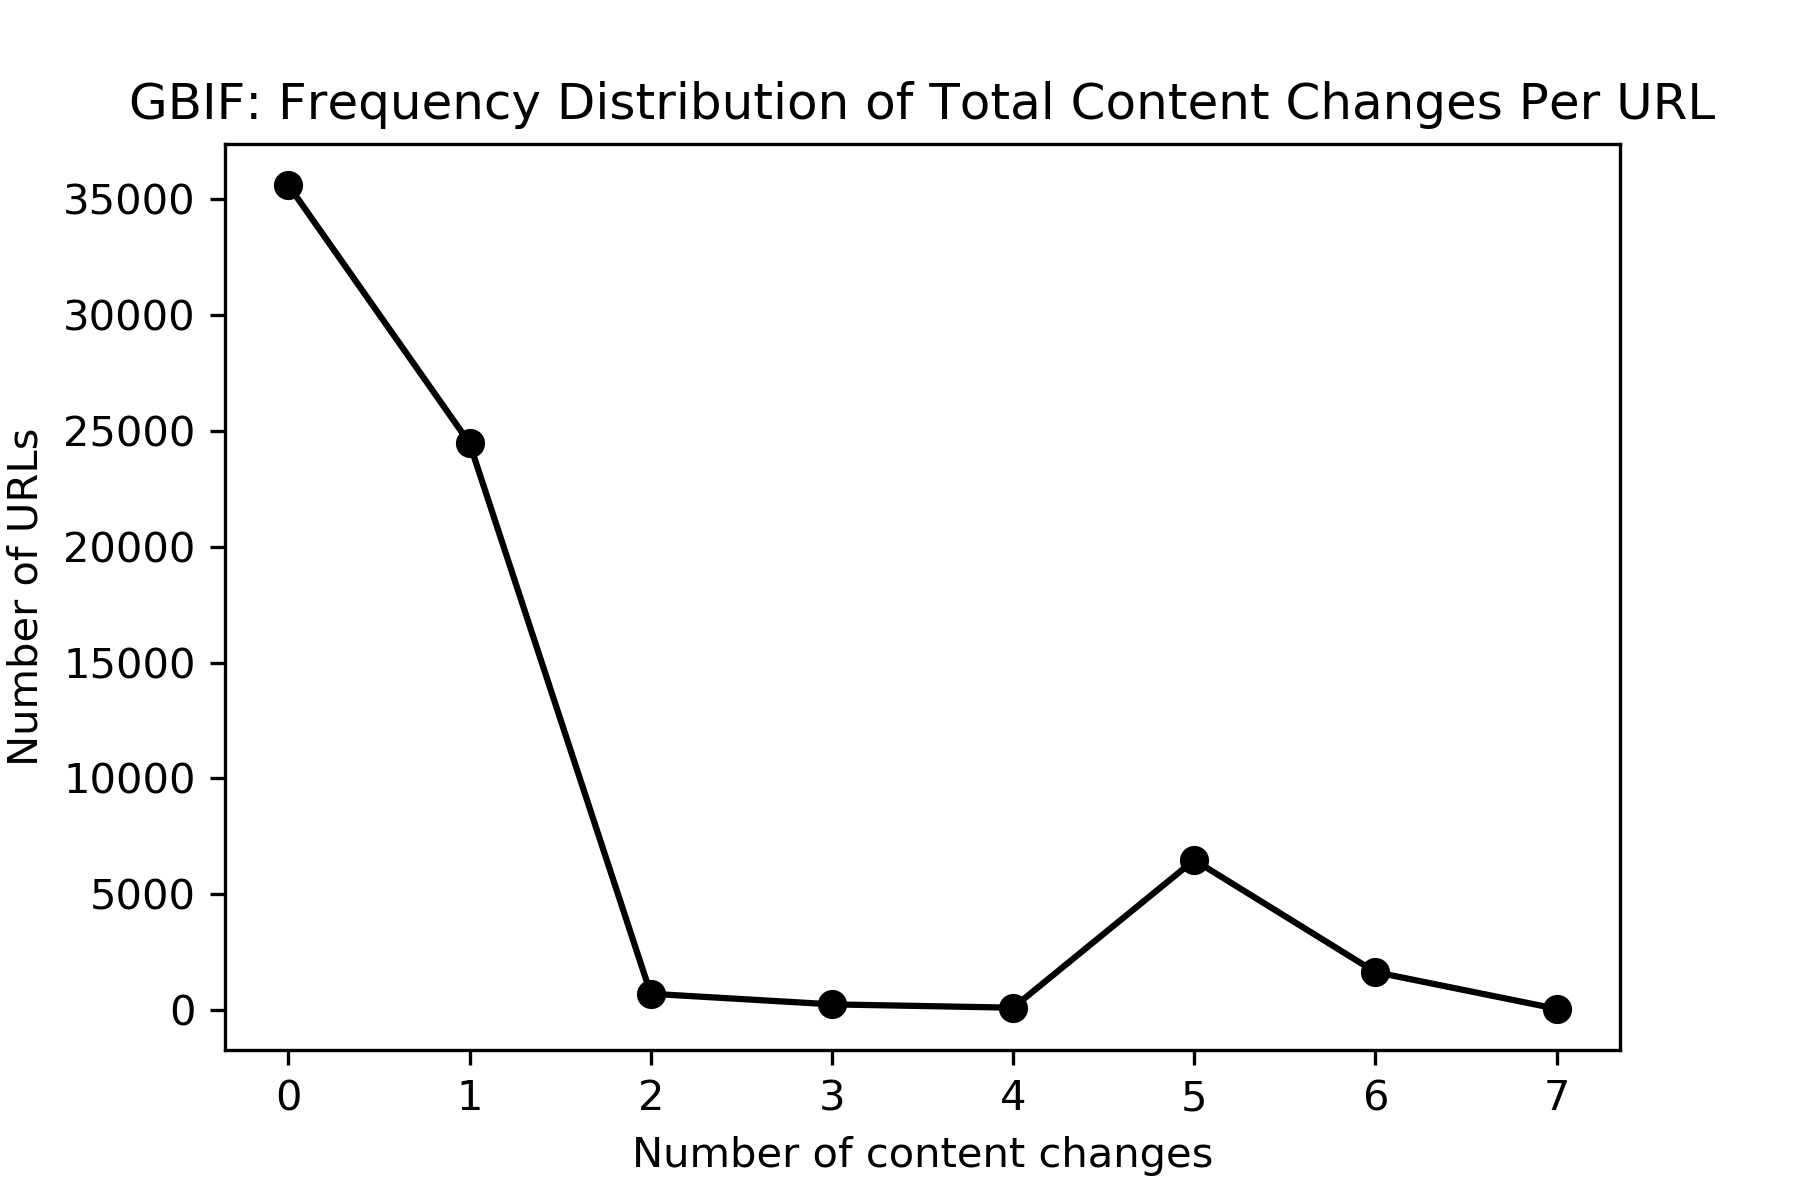 GBIF: Frequency Distribution of Total Content Changes Per URL
Number of URLs
35000
30000
25000
20000
15000
10000
5000
0
0 1 2 3 4 5 6 7
Number of content changes